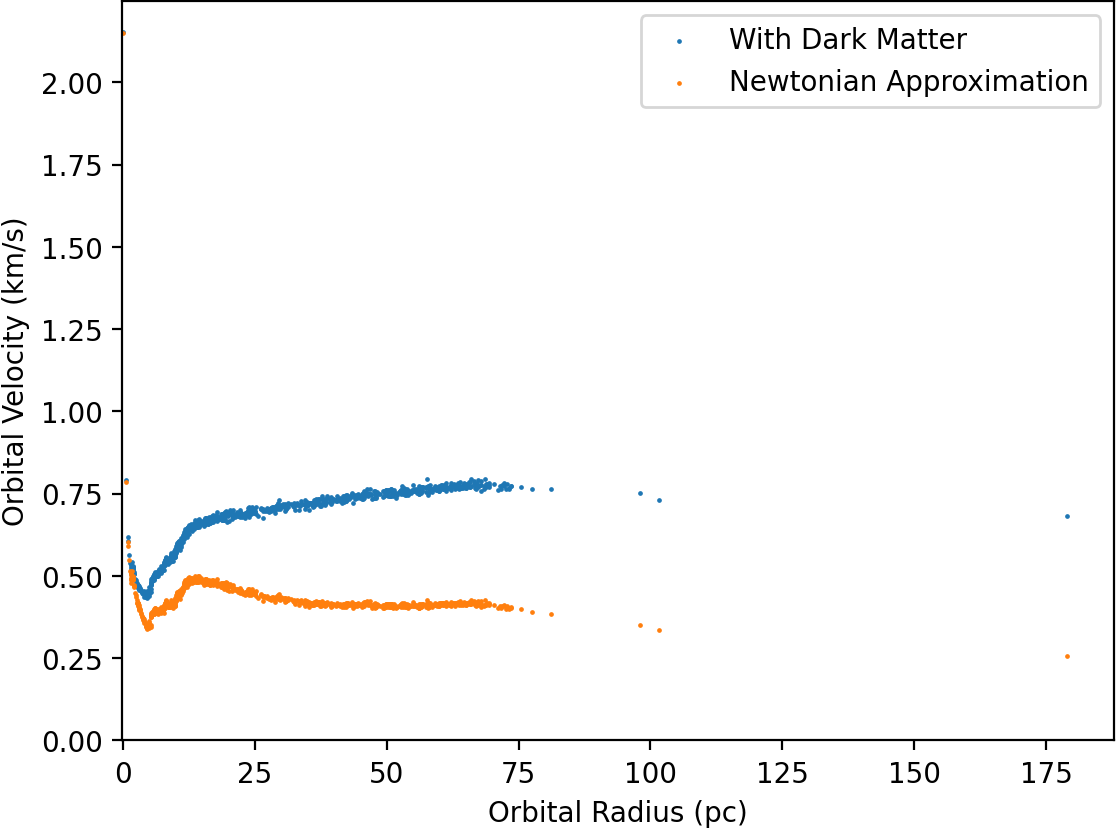 With Dark Matter
Newtonian Approximation
Orbital Velocity (km/s)
2.00
1.75
1.50
1.25
1.00
0.75
0.50
0.25
0.00
0 25 50 75 100 125 150 175
Orbital Radius (pc)